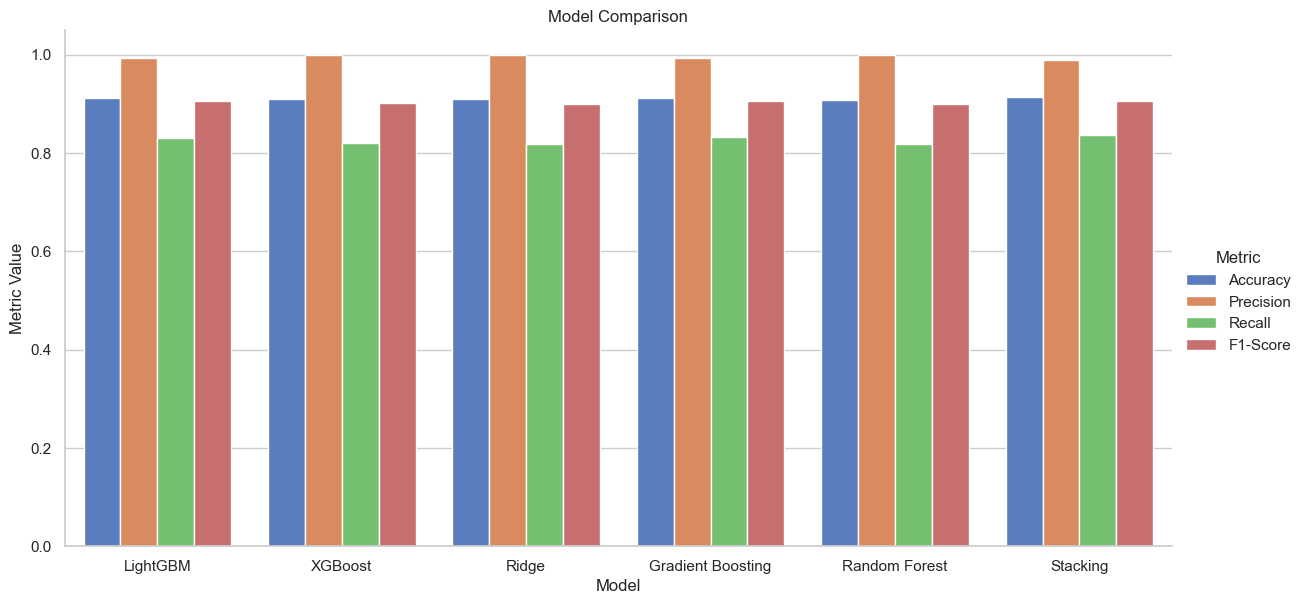 Model Comparison
1.0
0.8
0.6
0.4
0.2
0.0
Metric Value
LightGBM
XGBoost
Ridge
Gradient Boosting
Random Forest
Stacking
Model
Metric
Accuracy
Precision
Recall
F1-Score